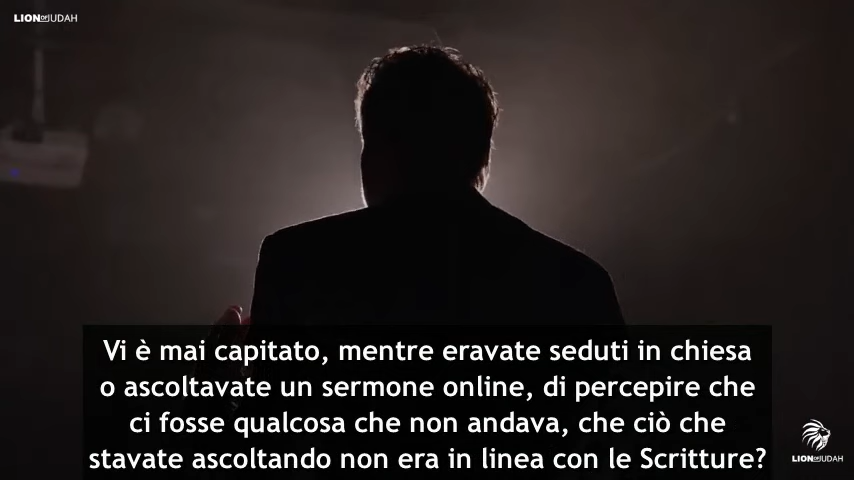 LION OF JUDAH
Vi è mai capitato, mentre eravate seduti in chiesa
o ascoltavate un sermone online, di percepire che
ci fosse qualcosa che non andava, che ciò che
stavate ascoltando non era in linea con le Scritture?
LION OF JUDAH